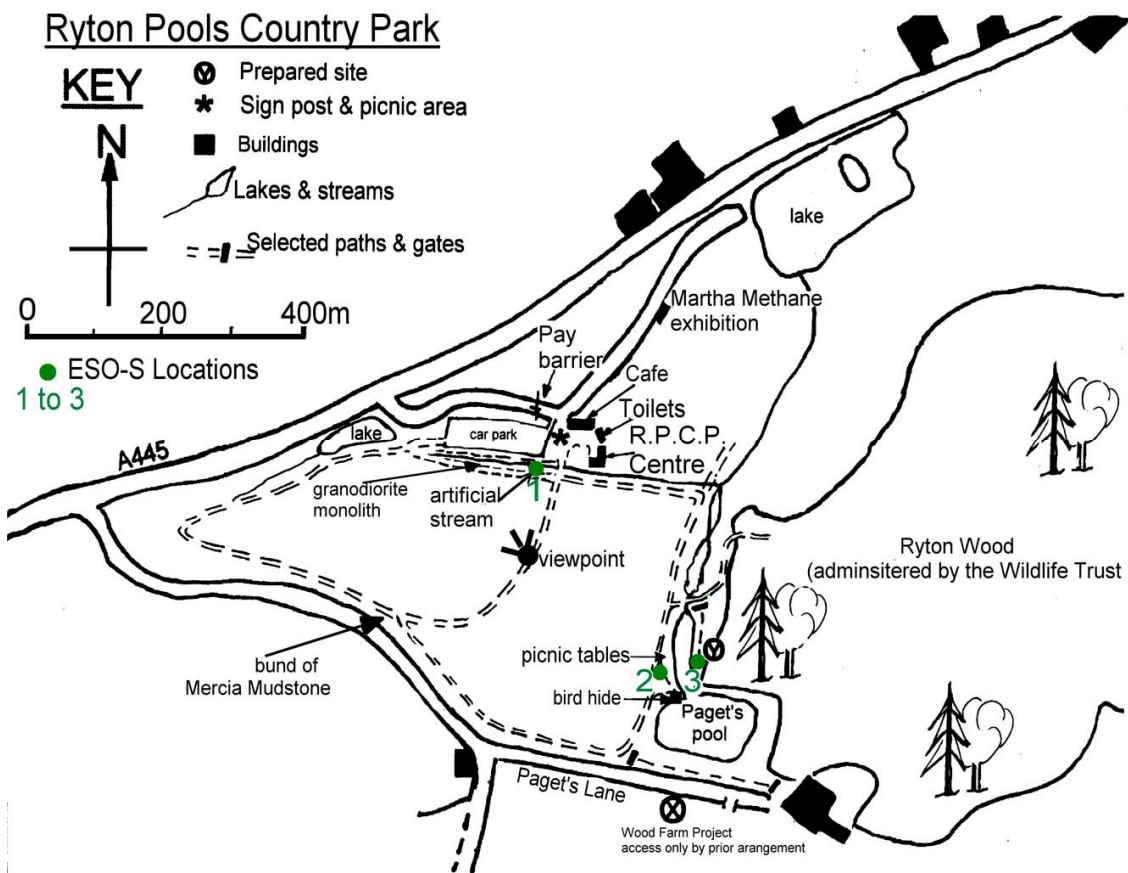 Ryton Pools Country Park
KEY
N
Y Prepared site
* Sign post & picnic area
Buildings
Lakes & streams
Selected paths & gates
0 200 400m
ESO-S Locations
1 to 3
lake
Martha Methane
exhibition
Pay
barrier
Cafe
Toilets
R.P.C.P
Centre
lake
car park
*
A445
granodiorite
monolith
artificial
stream
1
viewpoint
Ryton Wood
(adminsitered by the Wildlife Trust
bund of
Mercia Mudstone
picnic tables
Y
2
3
bird hide
Paget's
pool
Paget's Lane
X
Wood Farm Project
access only by prior arangement